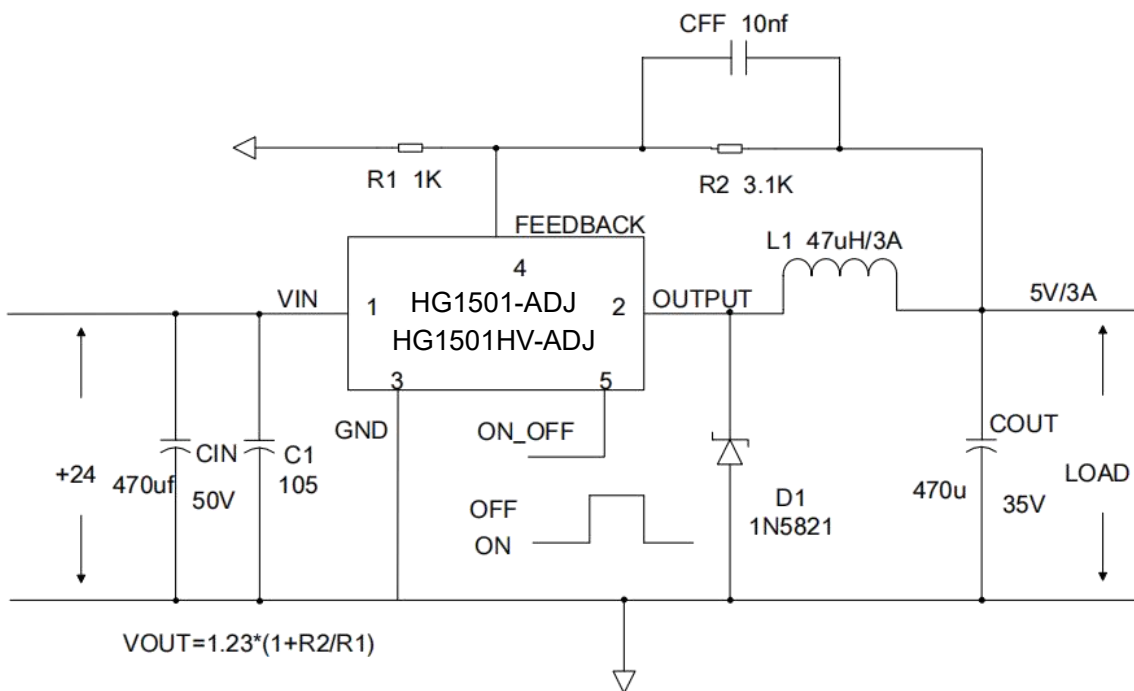 CFF 10nf
R1 1K
R2 3.1K
FEEDBACK
L1 47uH/3A
4
VIN
1
HG1501-ADJ
2
OUTPUT
5V/3A
HG1501HV-ADJ
3
5
GND
ON_OFF
COUT
+24
470uf
CIN
50V
C1
105
470u
35V
LOAD
OFF
ON
D1
1N5821
VOUT=1.23*(1+R2/R1)